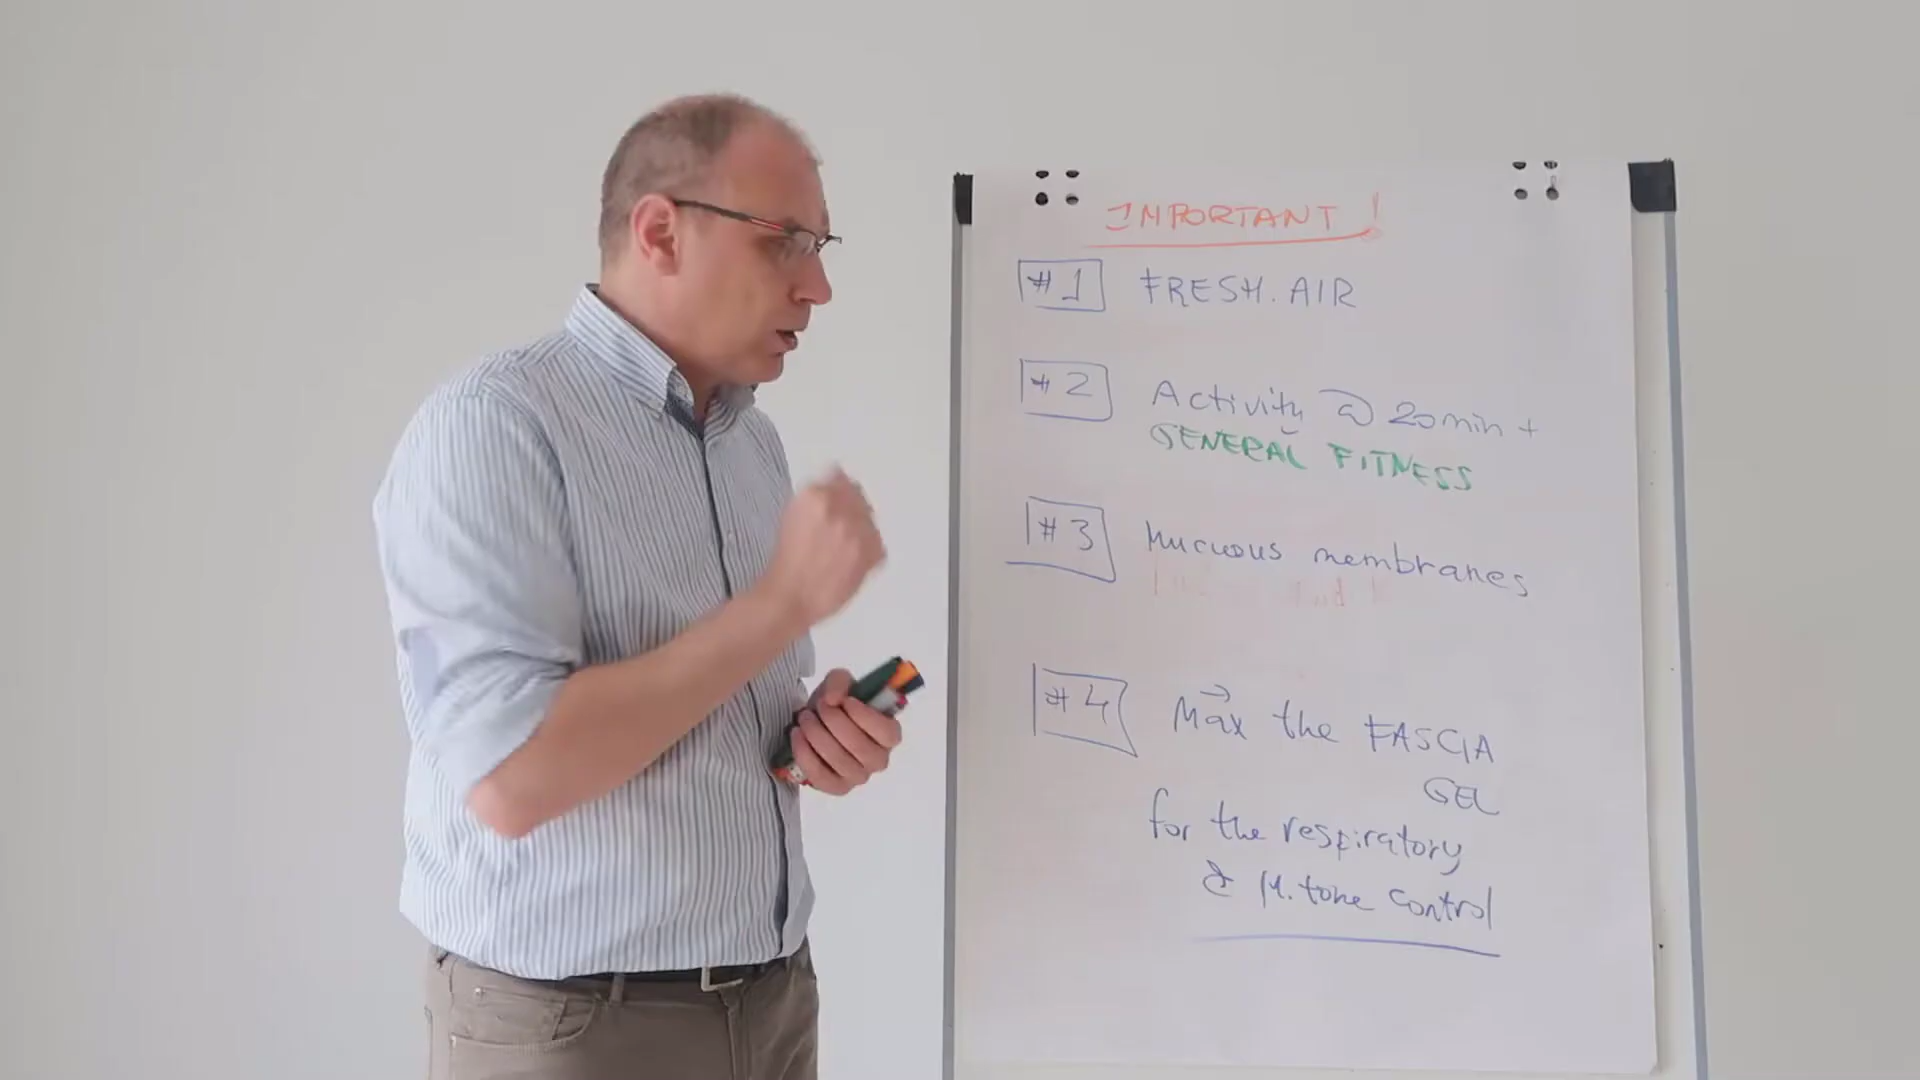 IMPORTANT!
#1 FRESH.AIR
#2 Activity @ 20min +
GENERAL FITNESS
#3 Mucuous membranes
#4 Max the FASCIA
GEL
for the respiratory
& M. tone control